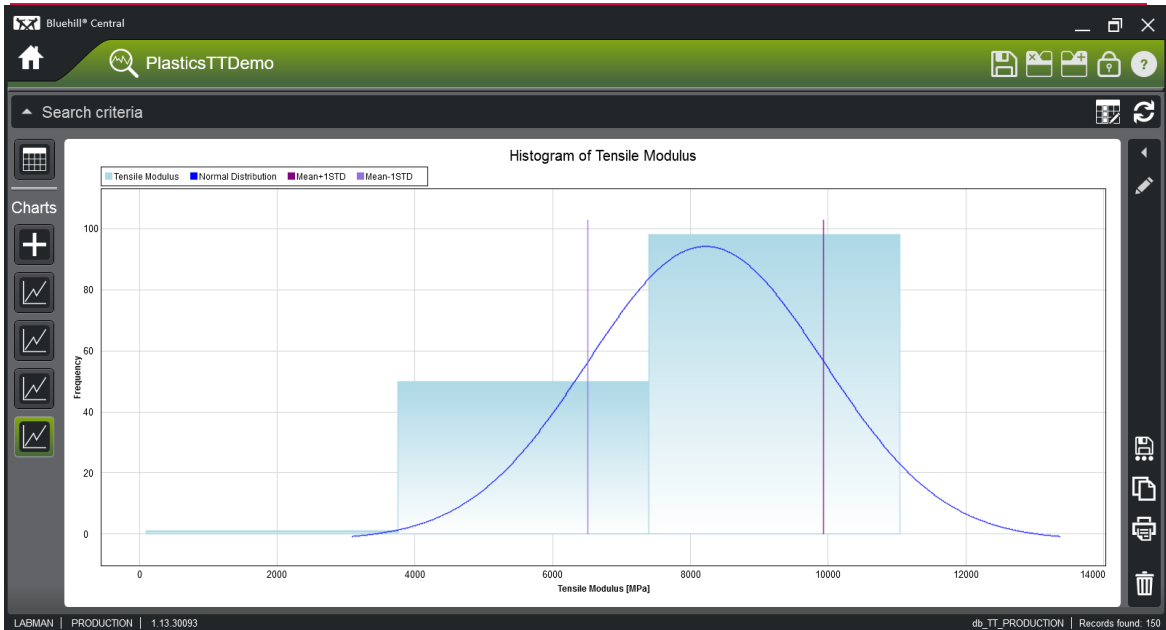 Bluehill® Central
PlasticsTTDemo
Search criteria
Charts
Histogram of Tensile Modulus
Tensile Modulus Normal Distribution Mean+1STD Mean-1STD
Frequency
100
80
60
40
20
0
0 2000 4000 6000 8000 10000 12000 14000
Tensile Modulus [MPa]
LABMAN | PRODUCTION | 1.13.30093 db_TT_PRODUCTION | Records found: 150